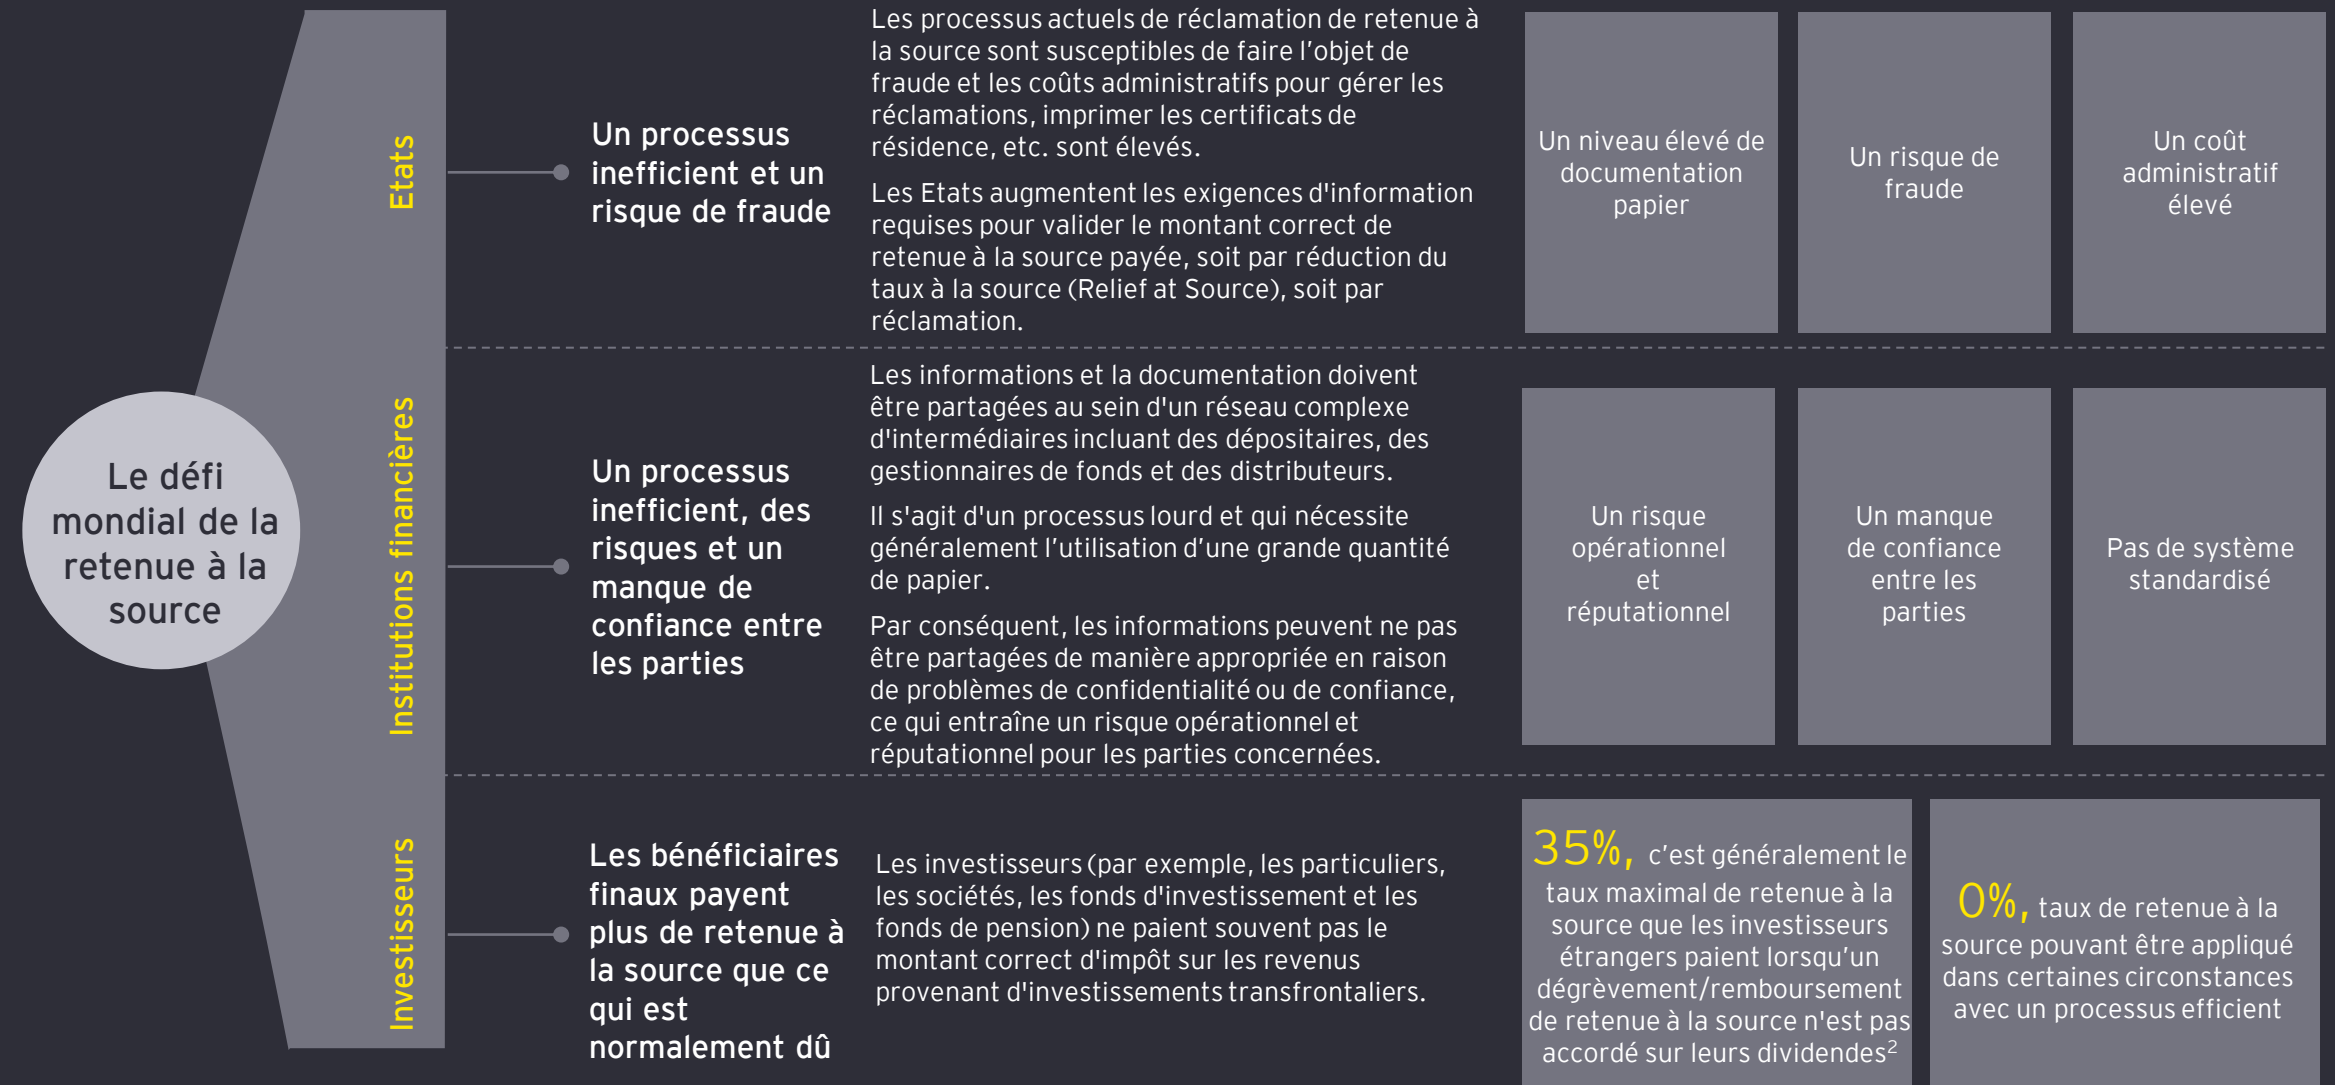 Le défi
mondial de la
retenue à la
source
Etats
Un processus
inefficient et un
risque de fraude
Les processus actuels de réclamation de retenue à
la source sont susceptibles de faire l’objet de
fraude et les coûts administratifs pour gérer les
réclamations, imprimer les certificats de
résidence, etc. sont élevés.
Les Etats augmentent les exigences d'information
requises pour valider le montant correct de
retenue à la source payée, soit par réduction du
taux à la source (Relief at Source), soit par
réclamation.
Un niveau élevé de
documentation
papier
Un risque de
fraude
Un coût
administratif
élevé
Institutions financières
Un processus
inefficient, des
risques et un
manque de
confiance entre
les parties
Les informations et la documentation doivent
être partagées au sein d'un réseau complexe
d'intermédiaires incluant des dépositaires, des
gestionnaires de fonds et des distributeurs.
Il s'agit d'un processus lourd et qui nécessite
généralement l’utilisation d’une grande quantité
de papier.
Par conséquent, les informations peuvent ne pas
être partagées de manière appropriée en raison
de problèmes de confidentialité ou de confiance,
ce qui entraîne un risque opérationnel et
réputationnel pour les parties concernées.
Un risque
opérationnel
et
réputationnel
Un manque
de confiance
entre les
parties
Pas de système
standardisé
Investisseurs
Les bénéficiaires
finaux payent
plus de retenue à
la source que ce
qui est
normalement dû
Les investisseurs (par exemple, les particuliers,
les sociétés, les fonds d'investissement et les
fonds de pension) ne paient souvent pas le
montant correct d'impôt sur les revenus
provenant d'investissements transfrontaliers.
35%, c’est généralement le
taux maximal de retenue à la
source que les investisseurs
étrangers paient lorsqu’un
dégrèvement/remboursement
de retenue à la source n'est pas
accordé sur leurs dividendes²
0%, taux de retenue à la
source pouvant être appliqué
dans certaines circonstances
avec un processus efficient